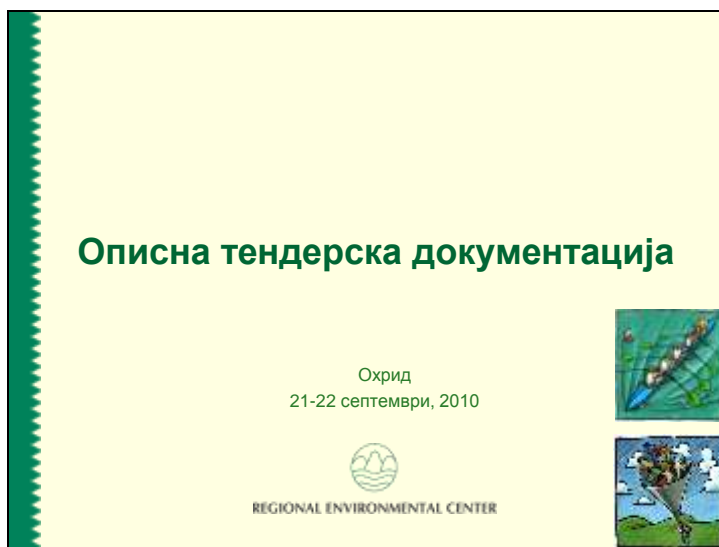 Описна тендерска документација
Охрид
21-22 септември, 2010
REGIONAL ENVIRONMENTAL CENTER